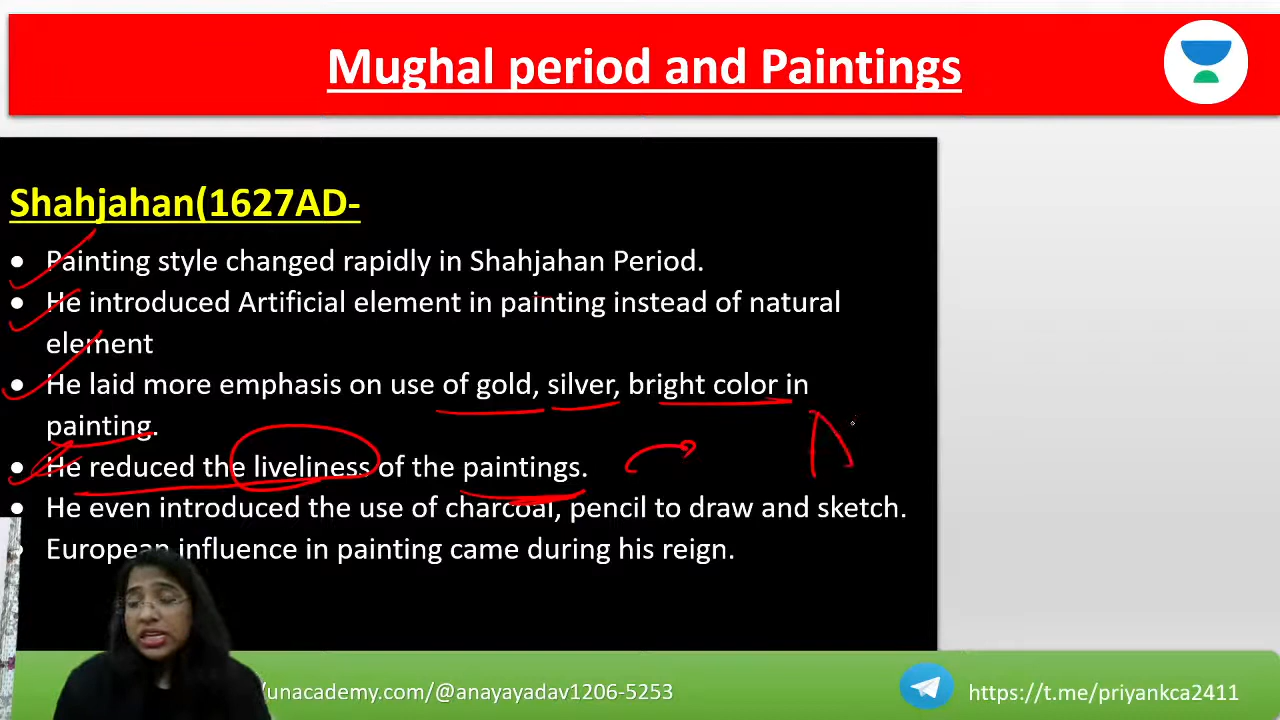 Mughal period and Paintings
Shahjahan(1627AD-
● Painting style changed rapidly in Shahjahan Period.
● He introduced Artificial element in painting instead of natural
element
● He laid more emphasis on use of gold, silver, bright color in
painting.
● He reduced the liveliness of the paintings.
● He even introduced the use of charcoal, pencil to draw and sketch.
● European influence in painting came during his reign.
/unacademy.com/@anayayadav1206-5253
https://t.me/priyankca2411